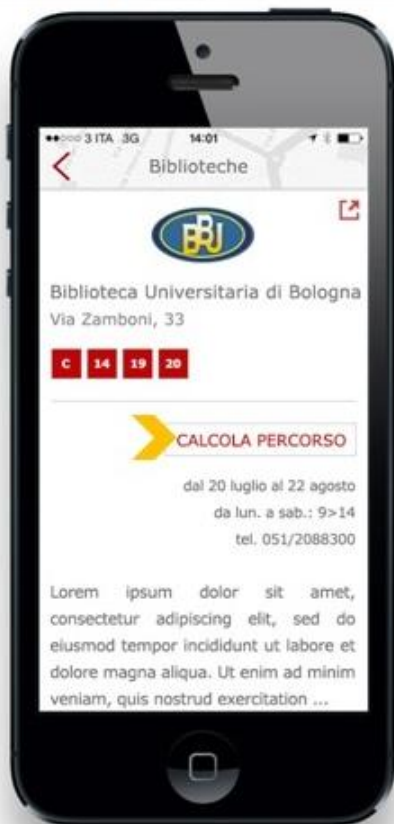 3 ITA 3G 14:01
Biblioteche
BBU
Biblioteca Universitaria di Bologna
Via Zamboni, 33
C 14 19 20
CALCOLA PERCORSO
dal 20 luglio al 22 agosto
da lun. a sab.: 9>14
tel. 051/2088300
Lorem ipsum dolor sit amet,
consectetur adipiscing elit, sed do
eiusmod tempor incididunt ut labore et
dolore magna aliqua. Ut enim ad minim
veniam, quis nostrud exercitation ...